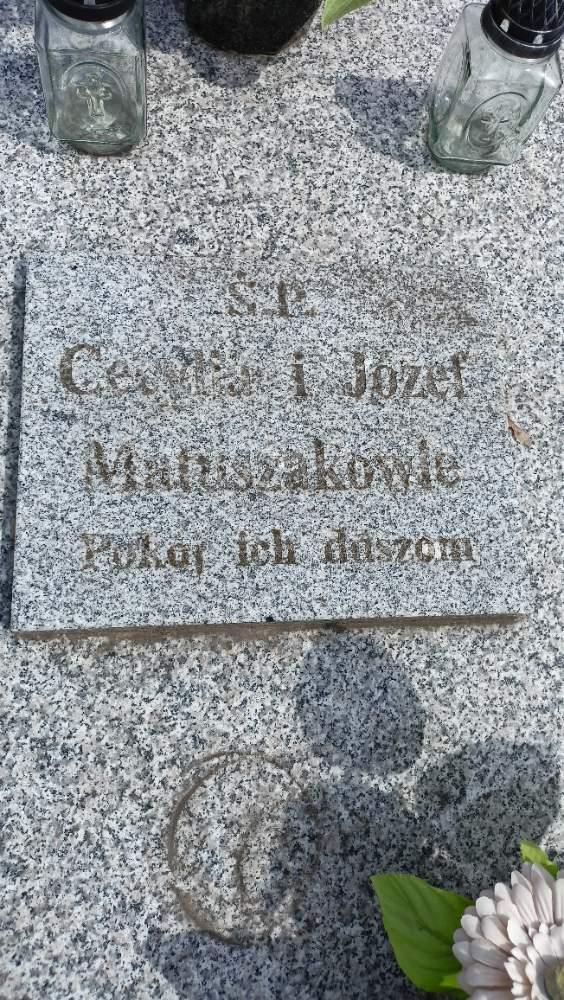 Ś.P.
Cecylia i Józef
Matuszakowie
Pokój ich duszom